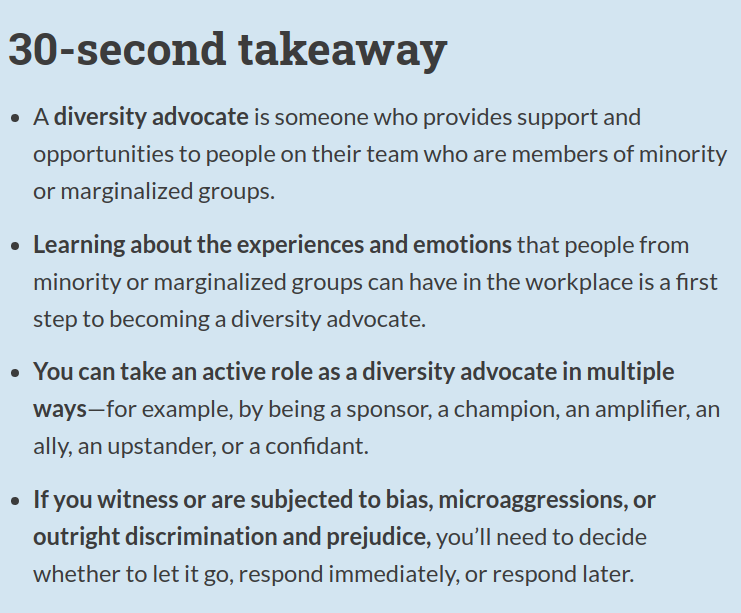 30-second takeaway
• A diversity advocate is someone who provides support and
opportunities to people on their team who are members of minority
or marginalized groups.
• Learning about the experiences and emotions that people from
minority or marginalized groups can have in the workplace is a first
step to becoming a diversity advocate.
• You can take an active role as a diversity advocate in multiple
ways—for example, by being a sponsor, a champion, an amplifier, an
ally, an upstander, or a confidant.
• If you witness or are subjected to bias, microaggressions, or
outright discrimination and prejudice, you’ll need to decide
whether to let it go, respond immediately, or respond later.